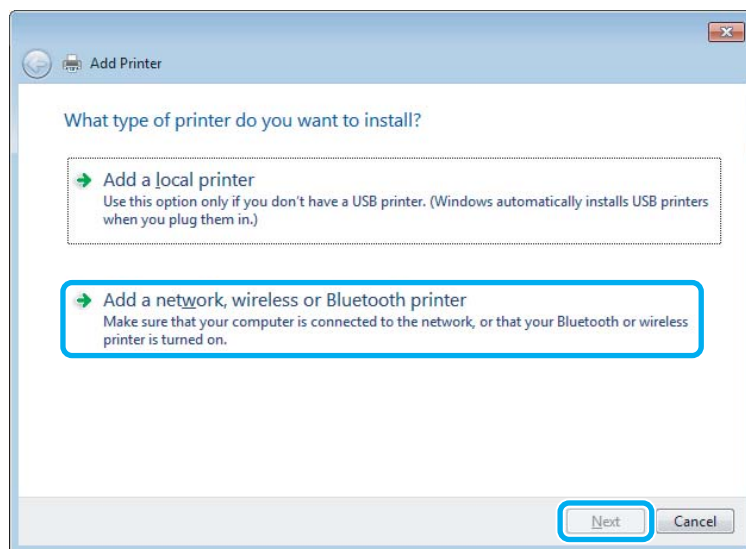 Add Printer
What type of printer do you want to install?
Add a local printer
Use this option only if you don't have a USB printer. (Windows automatically installs USB printers
when you plug them in.)
Add a network, wireless or Bluetooth printer
Make sure that your computer is connected to the network, or that your Bluetooth or wireless
printer is turned on.
Next
Cancel